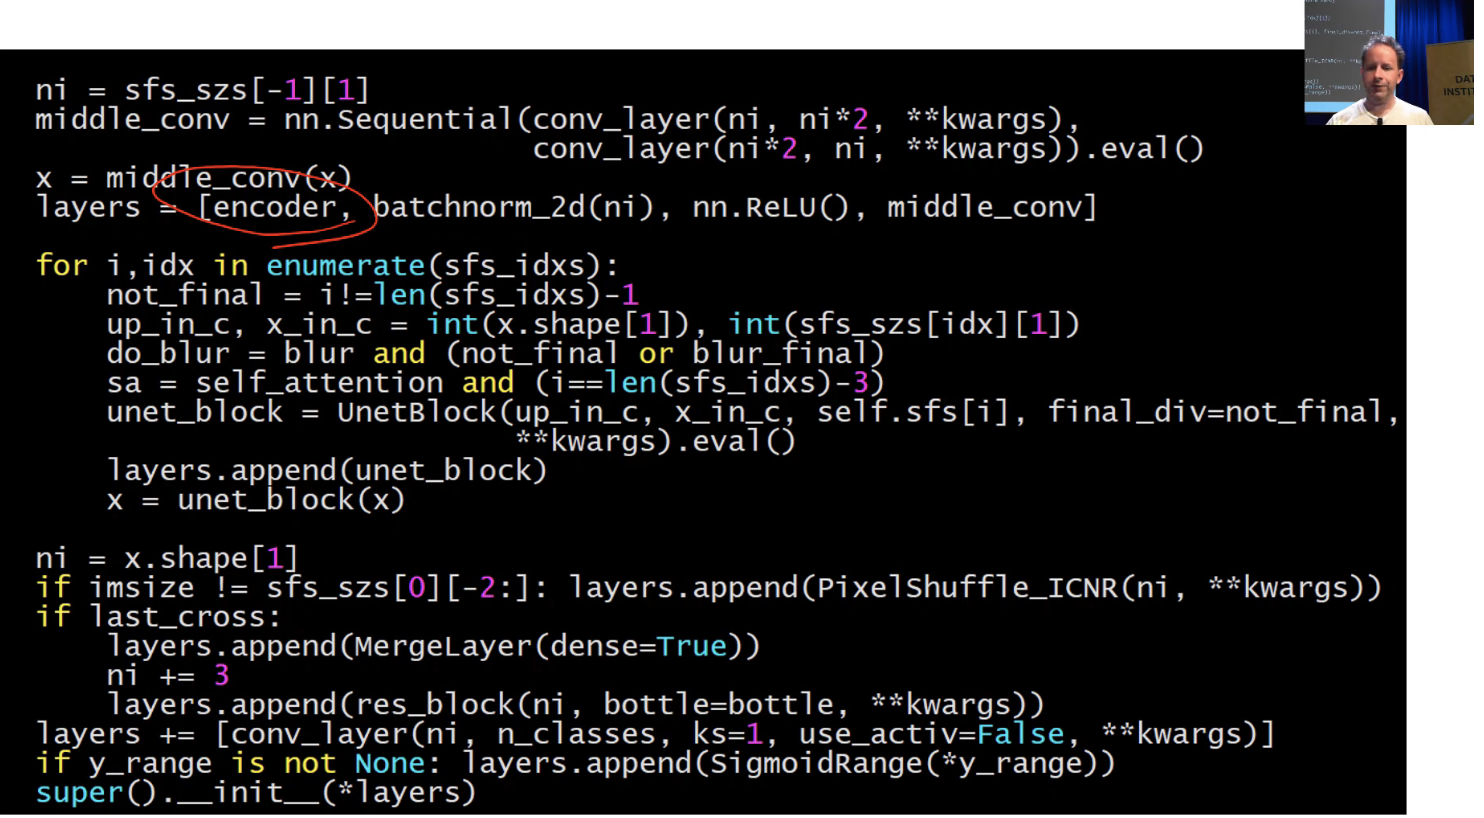 ni = sfs_szs[-1][1]
middle_conv = nn.Sequential(conv_layer(ni, ni*2, **kwargs),
                            conv_layer(ni*2, ni, **kwargs)).eval()
x = middle_conv(x)
layers = [encoder, batchnorm_2d(ni), nn.ReLU(), middle_conv]

for i,idx in enumerate(sfs_idxs):
    not_final = i!=len(sfs_idxs)-1
    up_in_c, x_in_c = int(x.shape[1]), int(sfs_szs[idx][1])
    do_blur = blur and (not_final or blur_final)
    sa = self_attention and (i==len(sfs_idxs)-3)
    unet_block = UnetBlock(up_in_c, x_in_c, self.sfs[i], final_div=not_final,
                           **kwargs).eval()
    layers.append(unet_block)
    x = unet_block(x)

ni = x.shape[1]
if imsize != sfs_szs[0][-2:]: layers.append(PixelShuffle_ICNR(ni, **kwargs))
if last_cross:
    layers.append(MergeLayer(dense=True))
    ni += 3
    layers.append(res_block(ni, bottle=bottle, **kwargs))
layers += [conv_layer(ni, n_classes, ks=1, use_activ=False, **kwargs)]
if y_range is not None: layers.append(SigmoidRange(*y_range))
super().__init__(*layers)
DAT
INSTIT